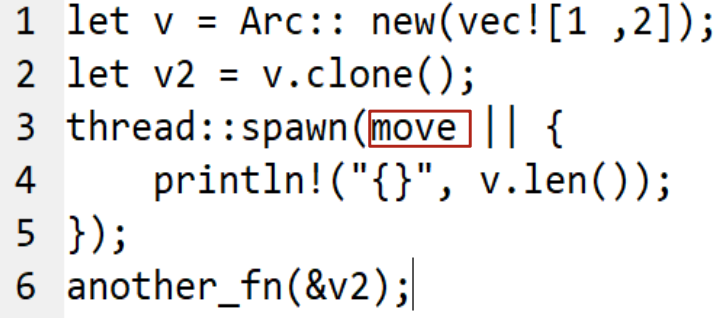 1 let v = Arc:: new(vec![1 ,2]);
2 let v2 = v.clone();
3 thread::spawn(move || {
4     println!("{}", v.len());
5 });
6 another_fn(&v2);